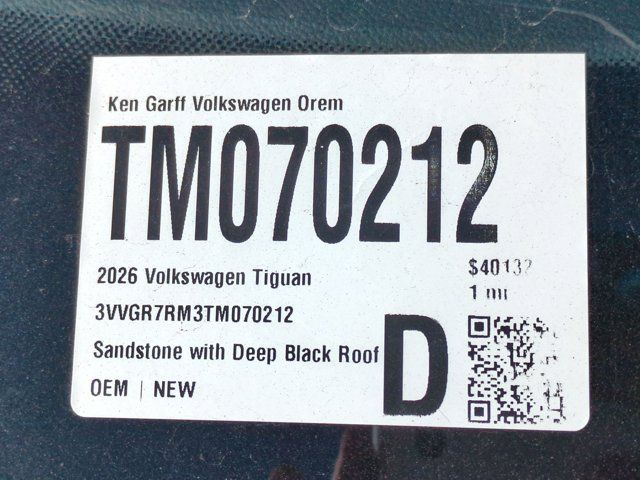 Ken Garff Volkswagen Orem
TM070212
2026 Volkswagen Tiguan
$40132
1 mi
3VVGR7RM3TM070212
Sandstone with Deep Black Roof
D
OEM | NEW